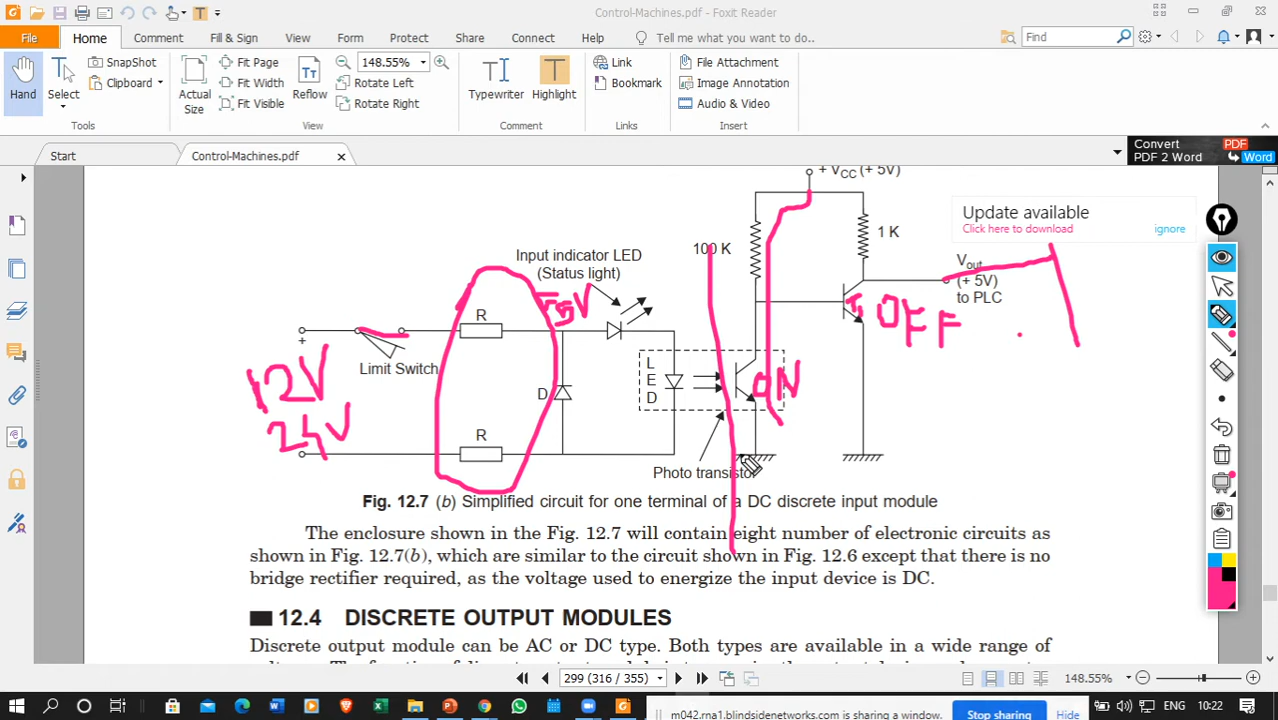 Control-Machines.pdf - Foxit Reader
File Home Comment Fill & Sign View Form Protect Share Connect Help Tell me what you want to do.. Find
Hand
Select
SnapShot
Clipboard
Actual Size
Fit Page
Fit Width
Fit Visible
Reflow
148.55%
Rotate Left
Rotate Right
Typewriter
Highlight
Link
Bookmark
File Attachment
Image Annotation
Audio & Video
Tools View Comment Links Insert
Start Control-Machines.pdf
Convert PDF
PDF 2 Word Word
+ VCC (+ 5V)
Update available
Click here to download ignore
100 K
1 K
Input indicator LED
(Status light)
Vout
(+ 5V)
to PLC
5V
OFF
R
+
Limit Switch
12V
24V
D
L
E
D
ON
R
Photo transistor
Fig. 12.7 (b) Simplified circuit for one terminal of a DC discrete input module
The enclosure shown in the Fig. 12.7 will contain eight number of electronic circuits as
shown in Fig. 12.7(b), which are similar to the circuit shown in Fig. 12.6 except that there is no
bridge rectifier required, as the voltage used to energize the input device is DC.
12.4 DISCRETE OUTPUT MODULES
Discrete output module can be AC or DC type. Both types are available in a wide range of
299 (316 / 355)
148.55%
m042.rna1.blindsidenetworks.com is sharing a window. Stop sharing Hide
ENG 10:22